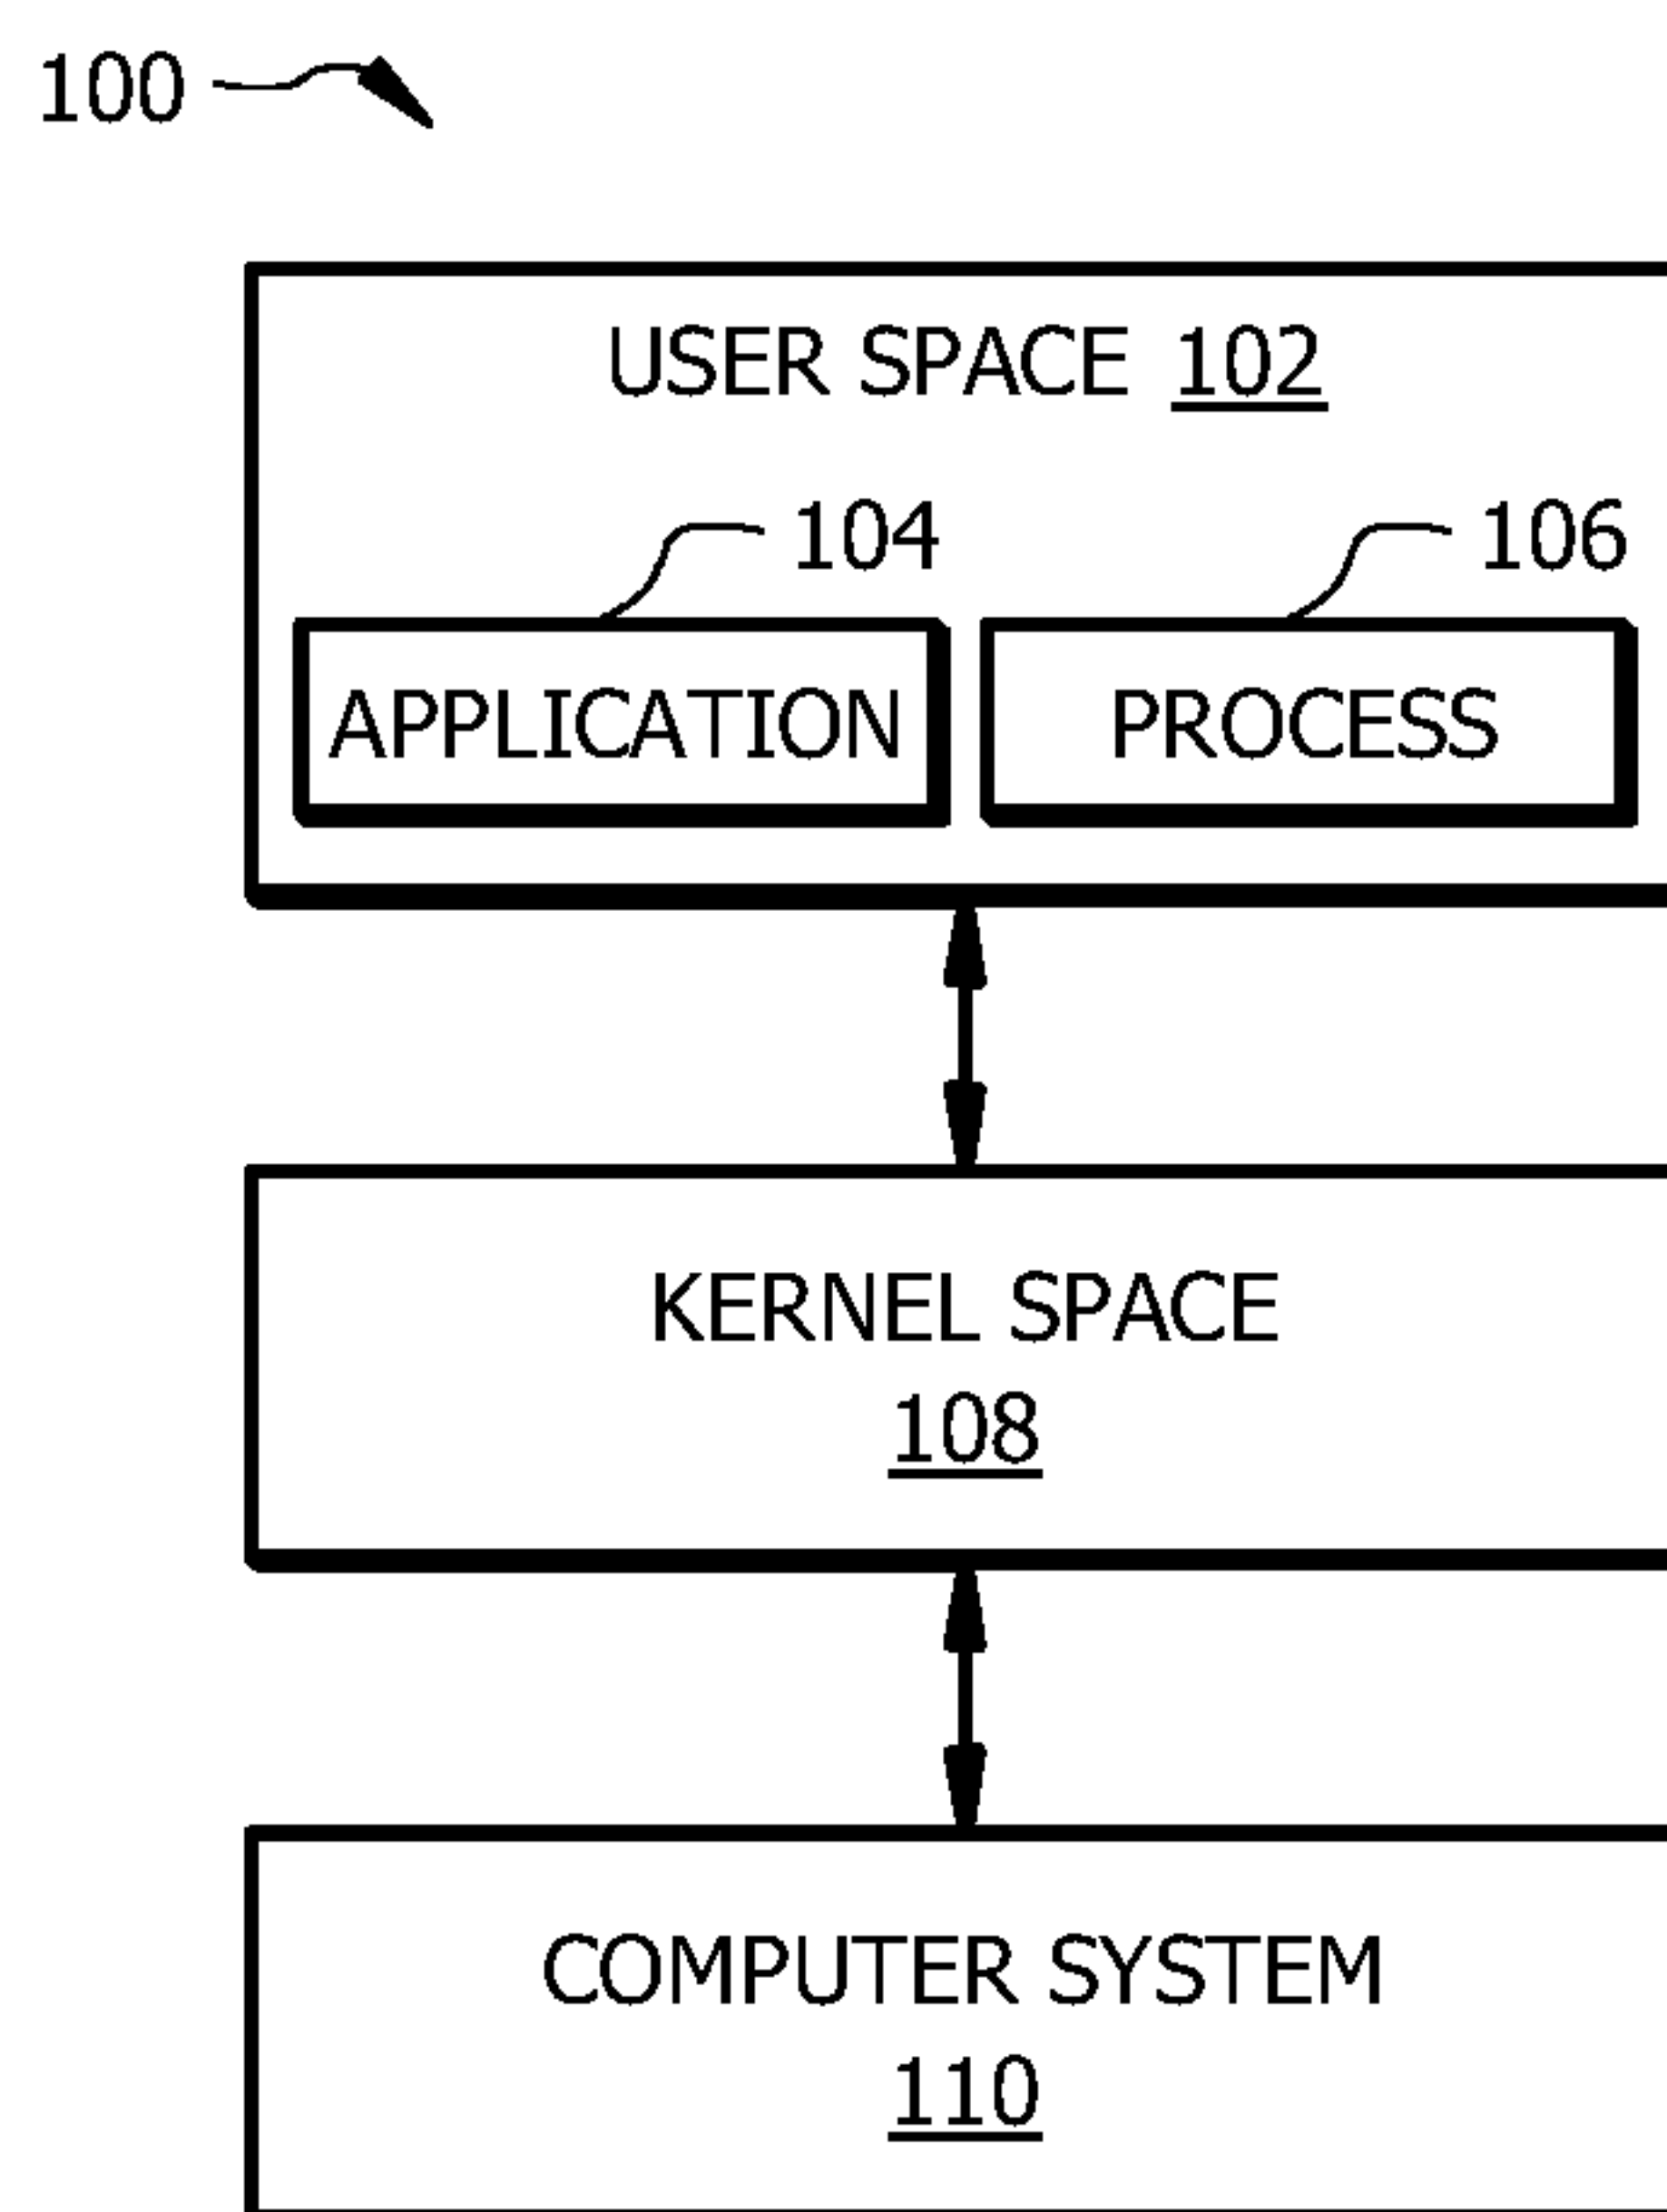 100
USER SPACE 102
104
106
APPLICATION
PROCESS
KERNEL SPACE
108
COMPUTER SYSTEM
110